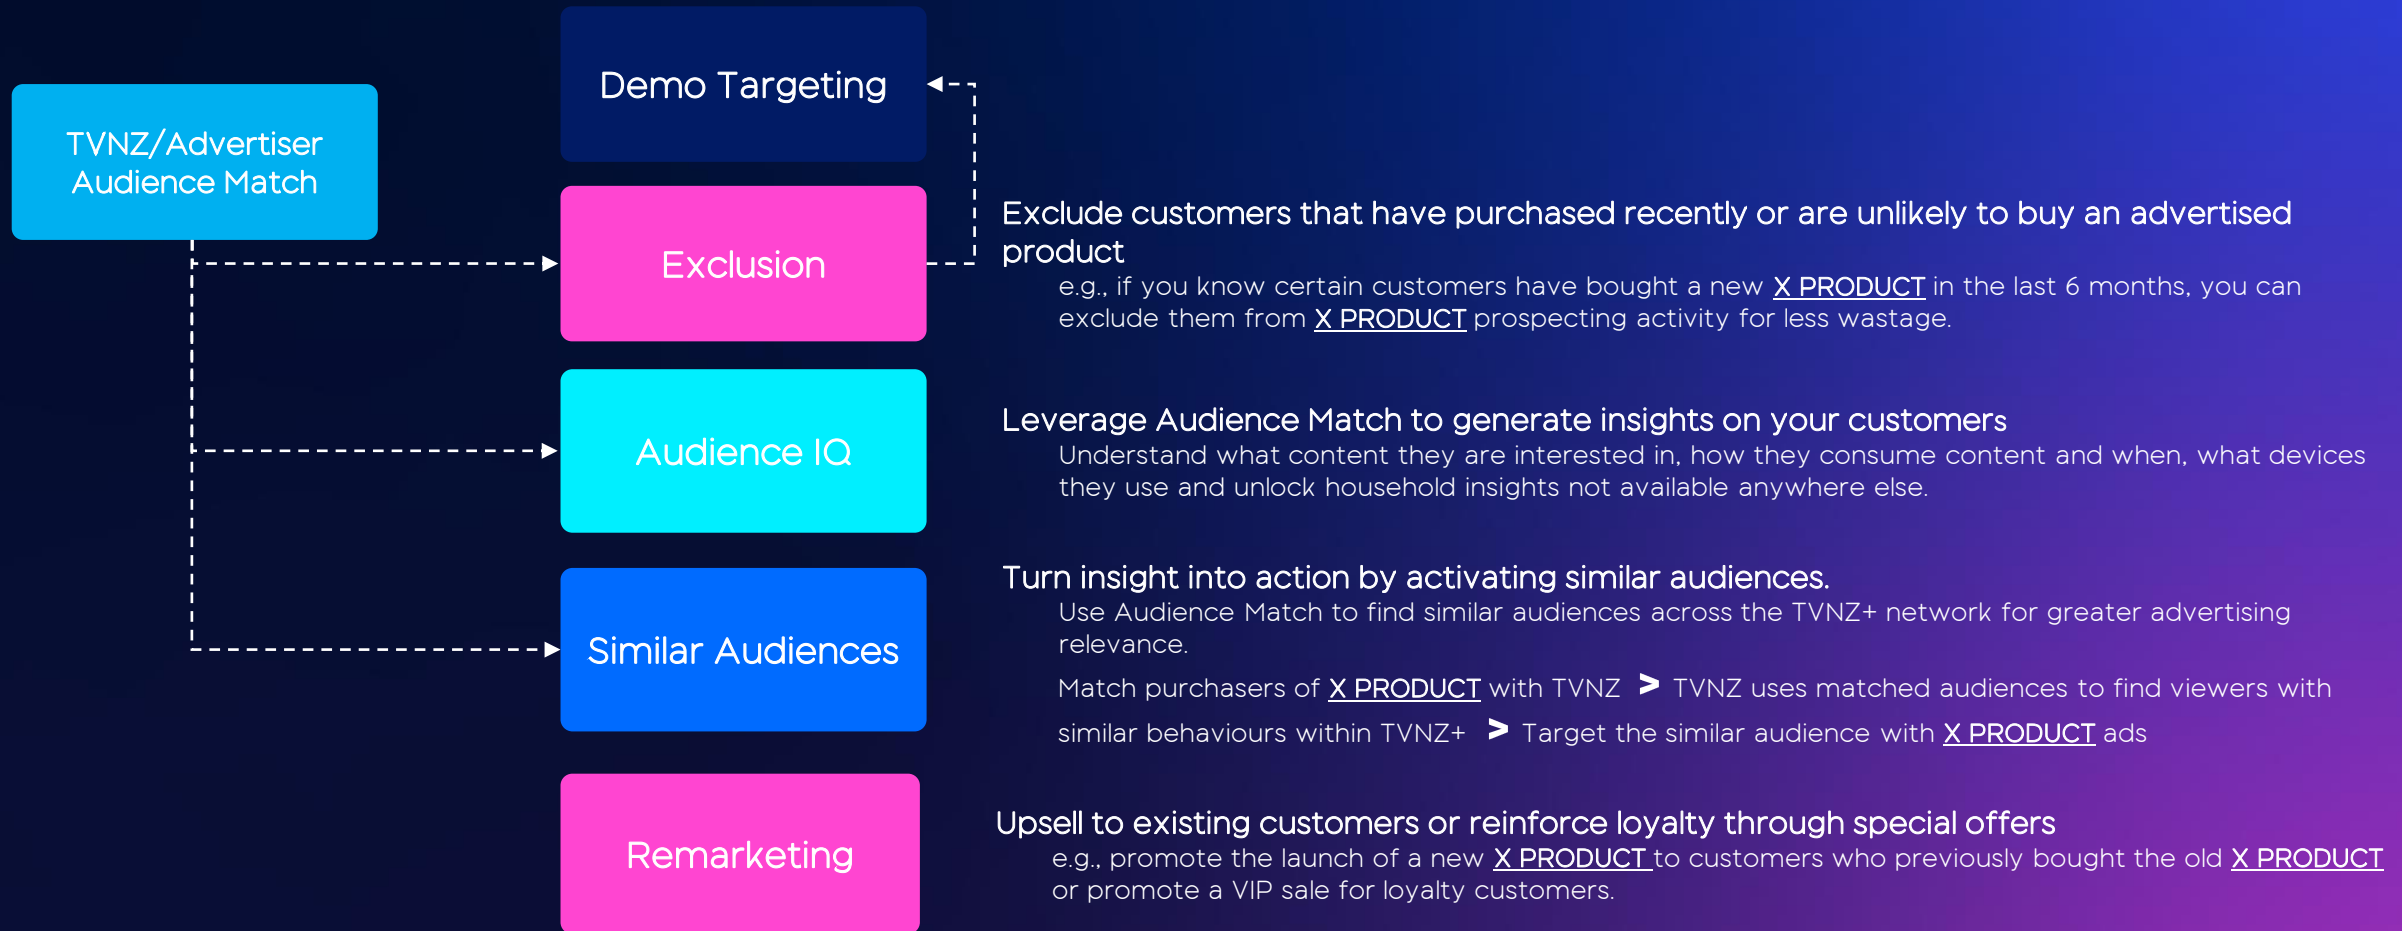 Demo Targeting
TVNZ/Advertiser
Audience Match
Exclusion
Exclude customers that have purchased recently or are unlikely to buy an advertised
product
e.g., if you know certain customers have bought a new X PRODUCT in the last 6 months, you can
exclude them from X PRODUCT prospecting activity for less wastage.
Audience IQ
Leverage Audience Match to generate insights on your customers
Understand what content they are interested in, how they consume content and when, what devices
they use and unlock household insights not available anywhere else.
Similar Audiences
Turn insight into action by activating similar audiences.
Use Audience Match to find similar audiences across the TVNZ+ network for greater advertising
relevance.
Match purchasers of X PRODUCT with TVNZ > TVNZ uses matched audiences to find viewers with
similar behaviours within TVNZ+ > Target the similar audience with X PRODUCT ads
Remarketing
Upsell to existing customers or reinforce loyalty through special offers
e.g., promote the launch of a new X PRODUCT to customers who previously bought the old X PRODUCT
or promote a VIP sale for loyalty customers.